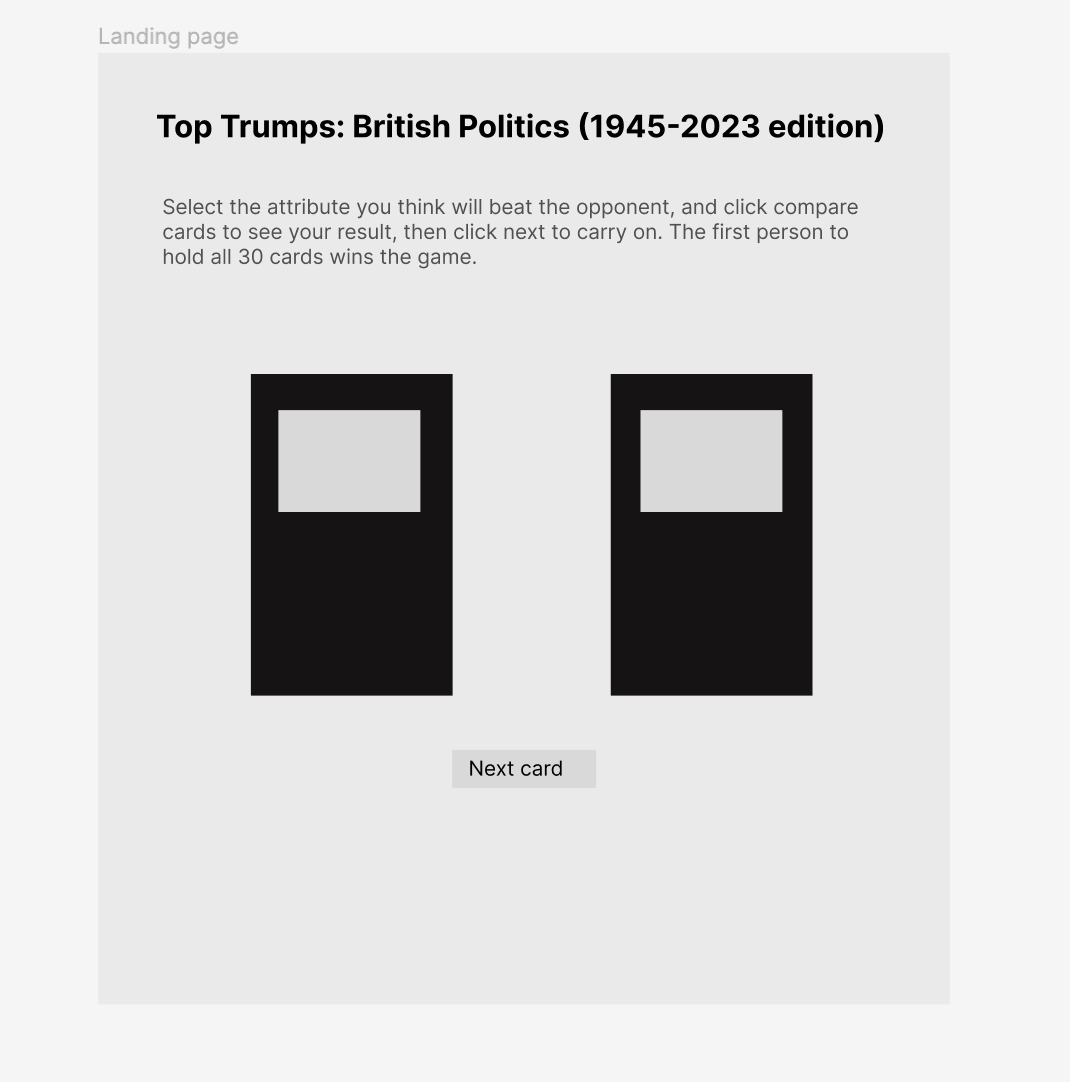 Landing page
Top Trumps: British Politics (1945-2023 edition)
Select the attribute you think will beat the opponent, and click compare
cards to see your result, then click next to carry on. The first person to
hold all 30 cards wins the game.
Next card